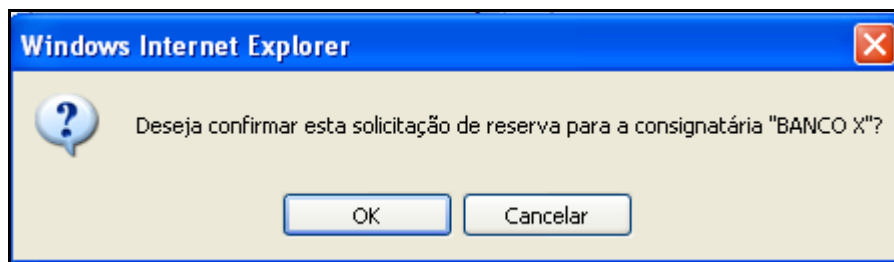 Windows Internet Explorer
Deseja confirmar esta solicitação de reserva para a consignatária "BANCO X"?
OK
Cancelar